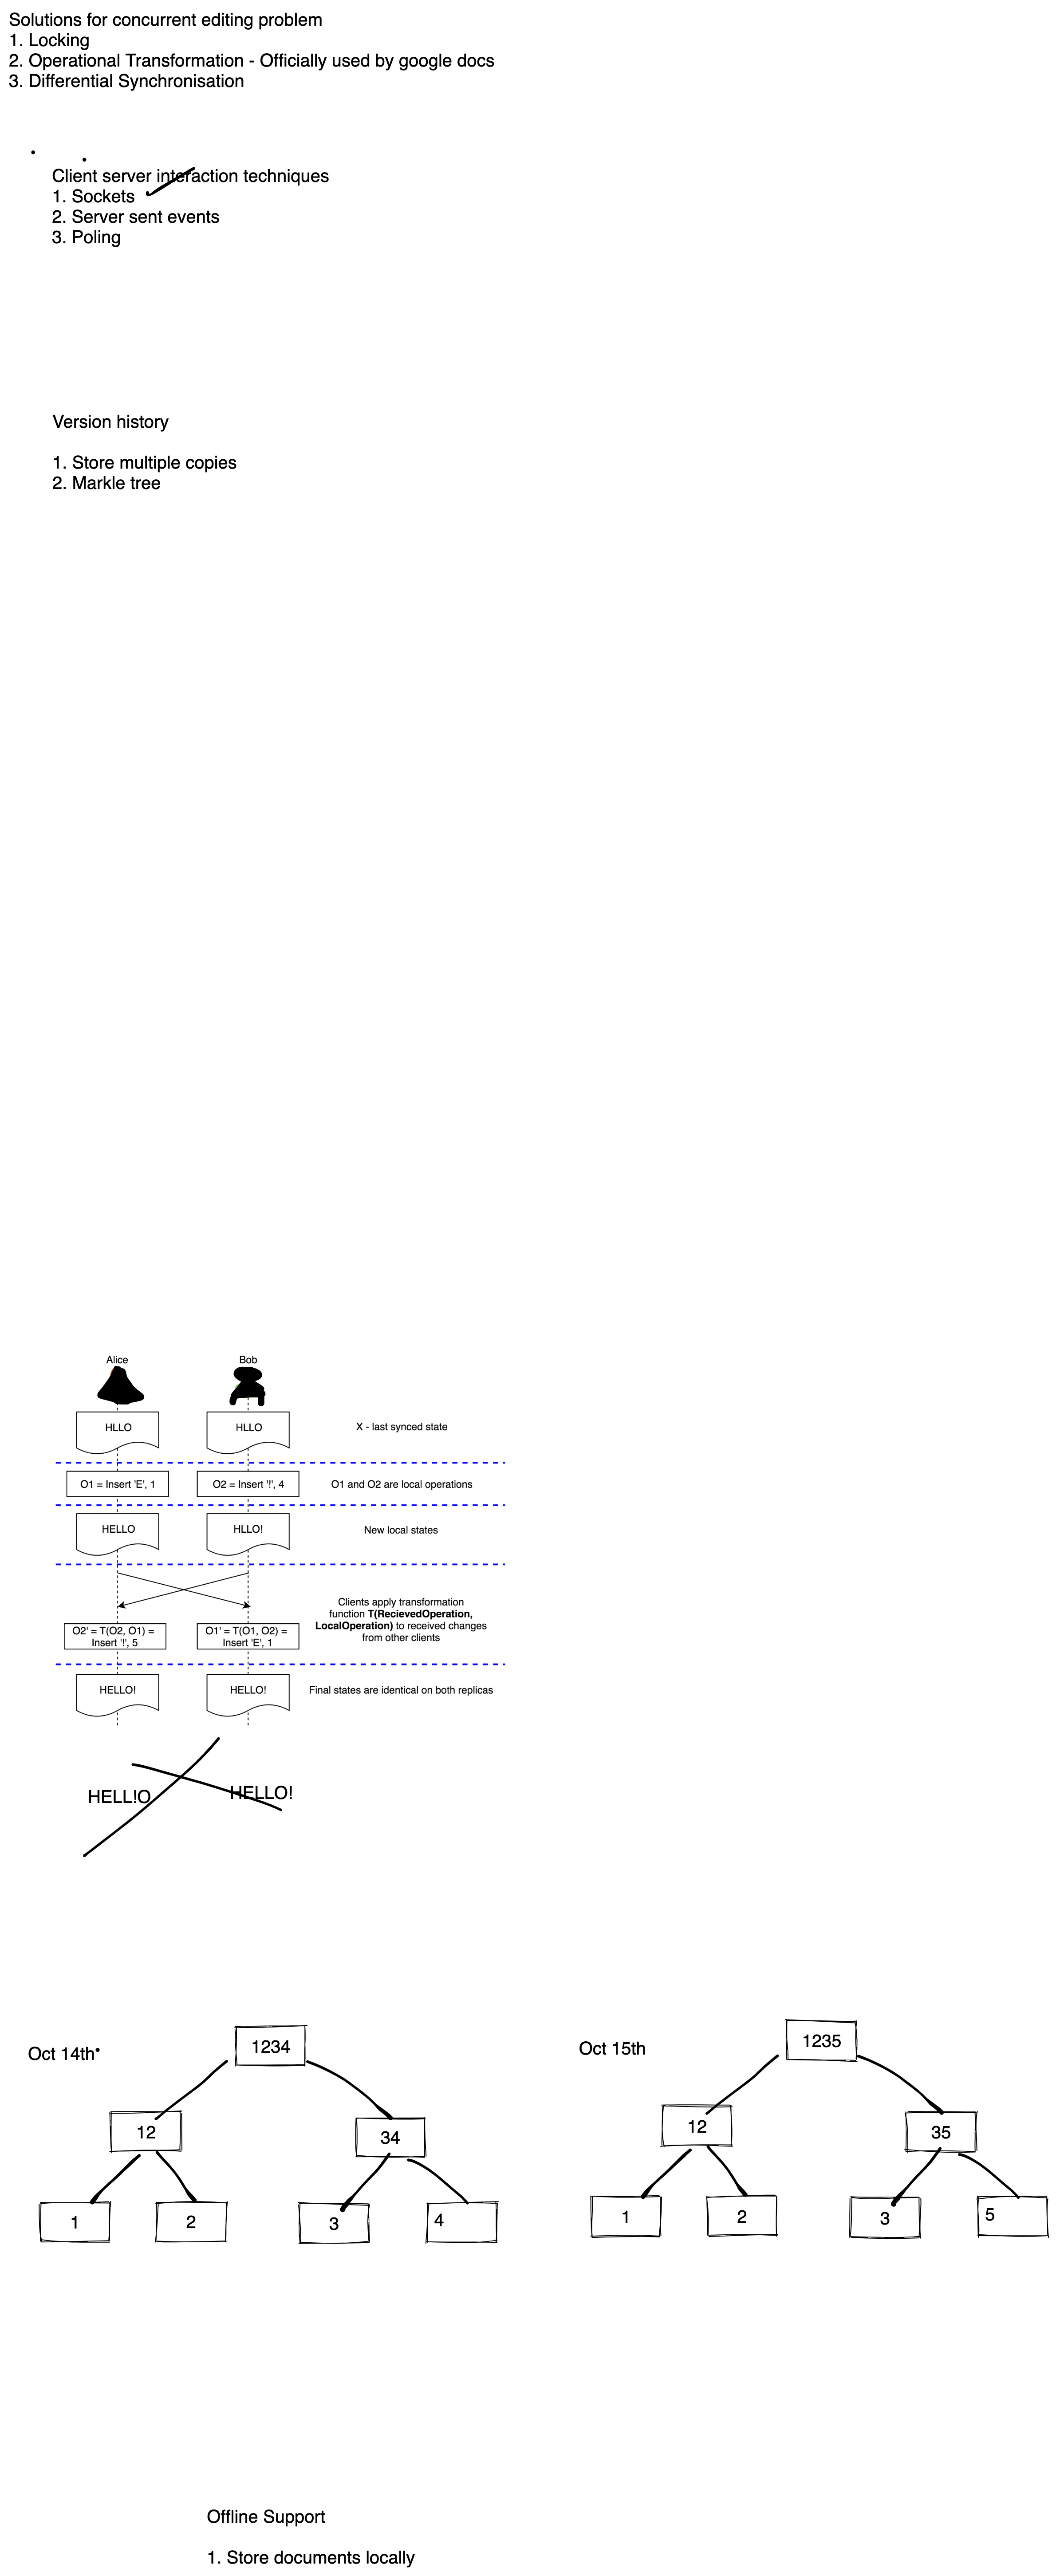 Solutions for concurrent editing problem
1. Locking
2. Operational Transformation - Officially used by google docs
3. Differential Synchronisation
Client server interaction techniques
1. Sockets
2. Server sent events
3. Poling
Version history
1. Store multiple copies
2. Markle tree
Alice
Bob
HLLO
HLLO
X - last synced state
O1 = Insert 'E', 1
O2 = Insert '!', 4
O1 and O2 are local operations
HELLO
HLLO!
New local states
Clients apply transformation
function T(RecievedOperation,
LocalOperation) to received changes
from other clients
O2' = T(O2, O1) =
Insert '!', 5
O1' = T(O1, O2) =
Insert 'E', 1
HELLO!
HELLO!
Final states are identical on both replicas
HELL!O
HELLO!
Oct 14th
1234
12
34
1
2
3
4
Oct 15th
1235
12
35
1
2
3
5
Offline Support
1. Store documents locally